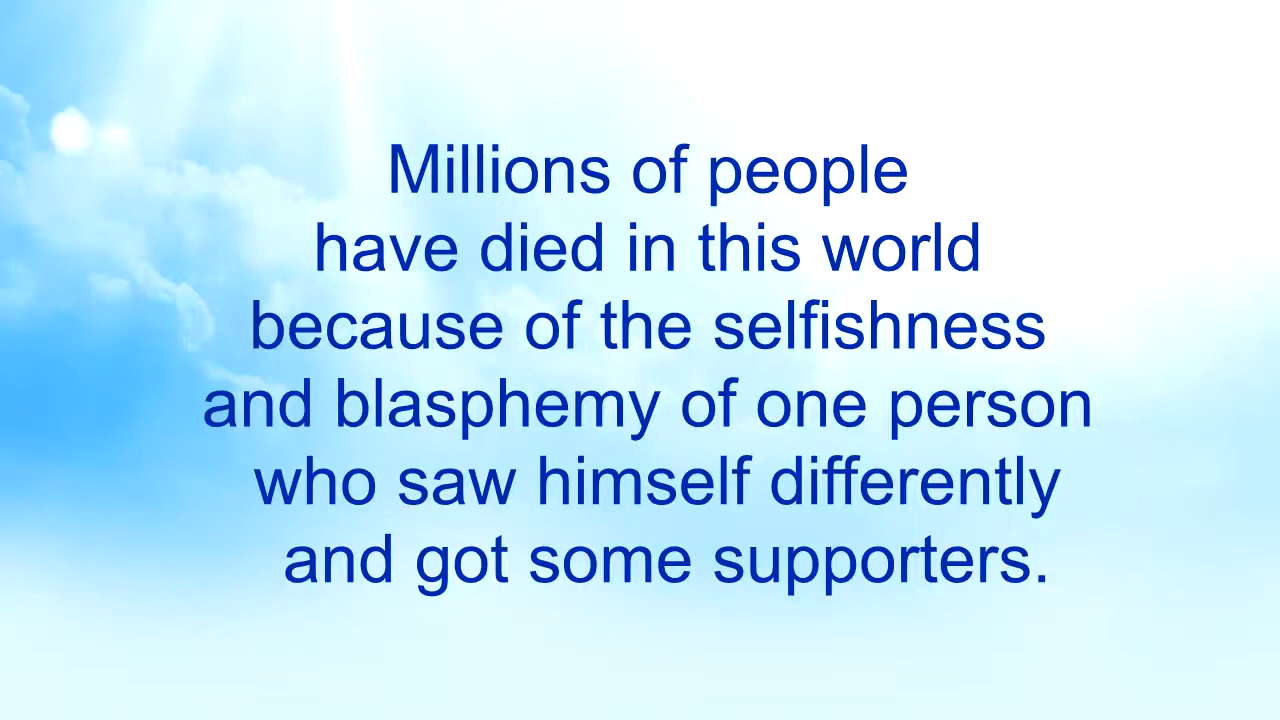 Millions of people
have died in this world
because of the selfishness
and blasphemy of one person
who saw himself differently
and got some supporters.